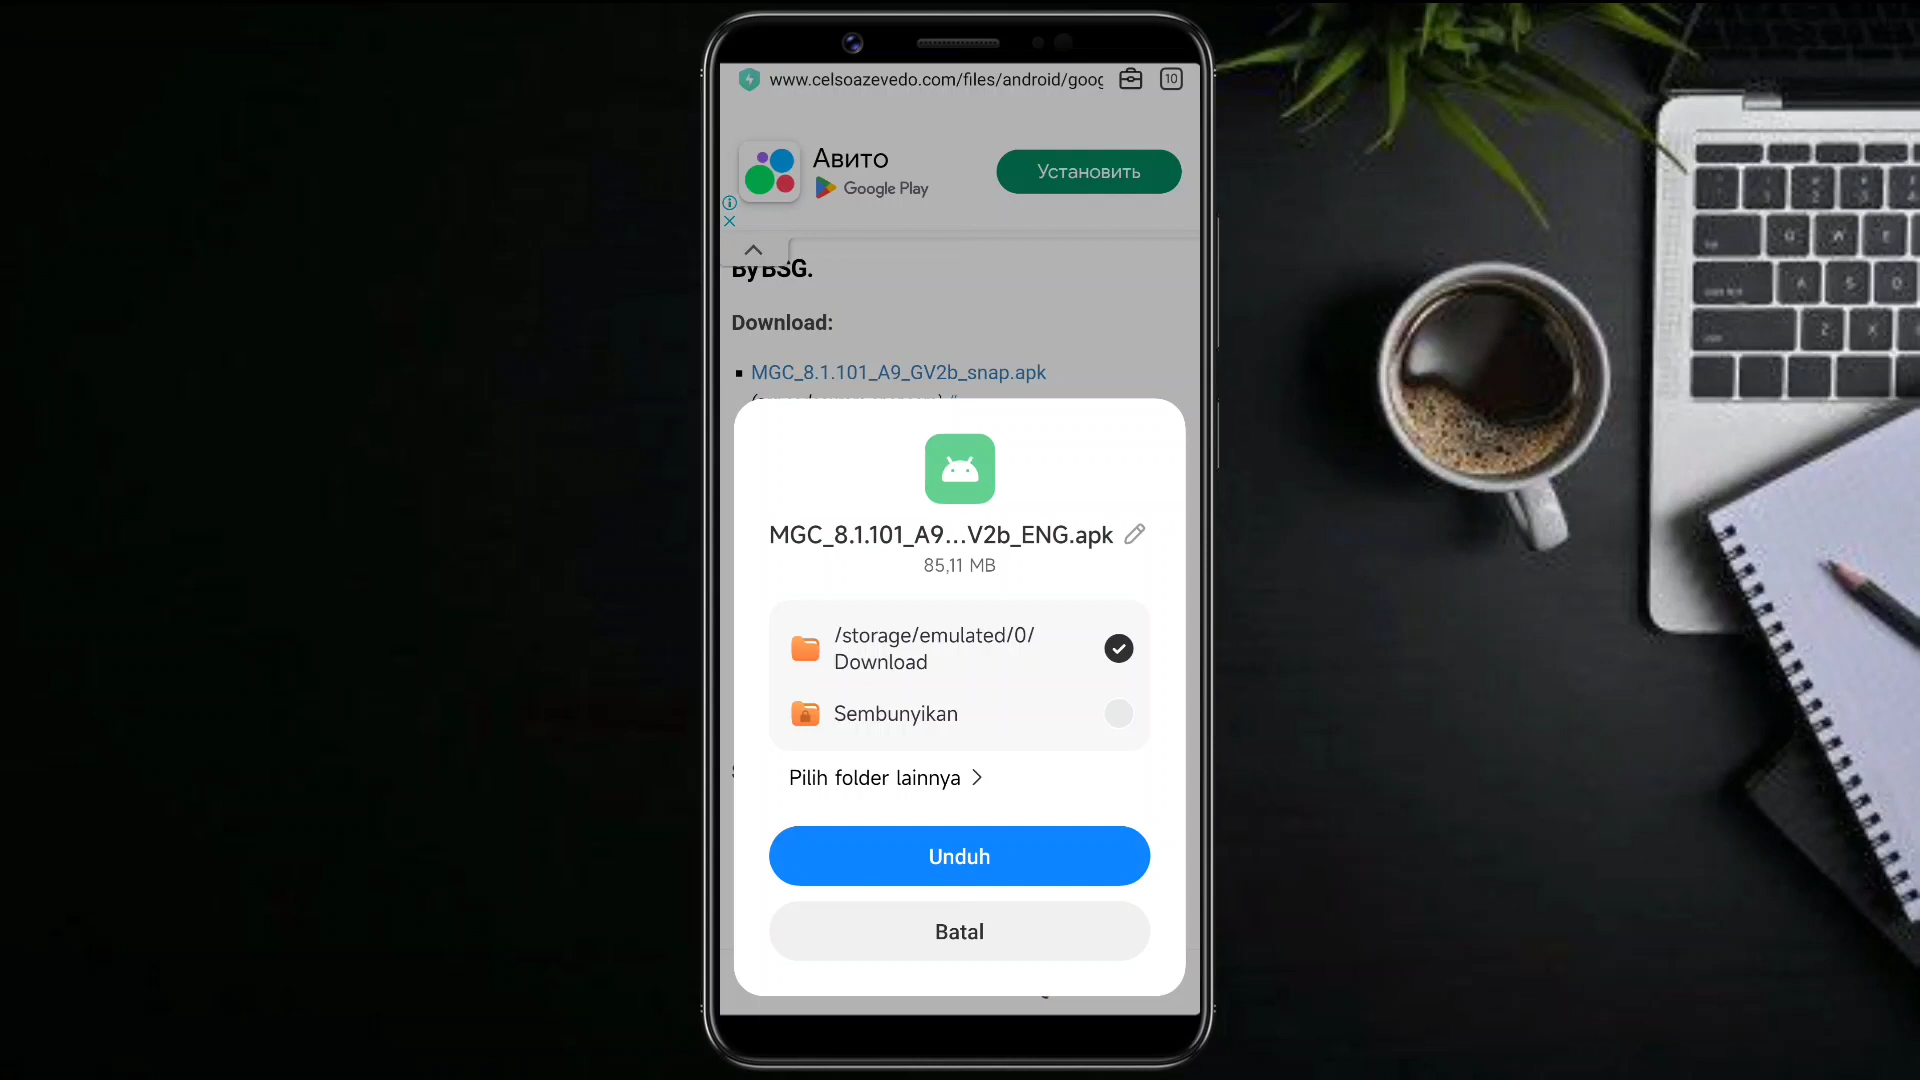 www.celsoazevedo.com/files/android/goog
10
Авито
Google Play
Установить
By BSG.
Download:
MGC_8.1.101_A9_GV2b_snap.apk
MGC_8.1.101_A9...V2b_ENG.apk
85,11 MB
/storage/emulated/0/
Download
Sembunyikan
Pilih folder lainnya
Unduh
Batal